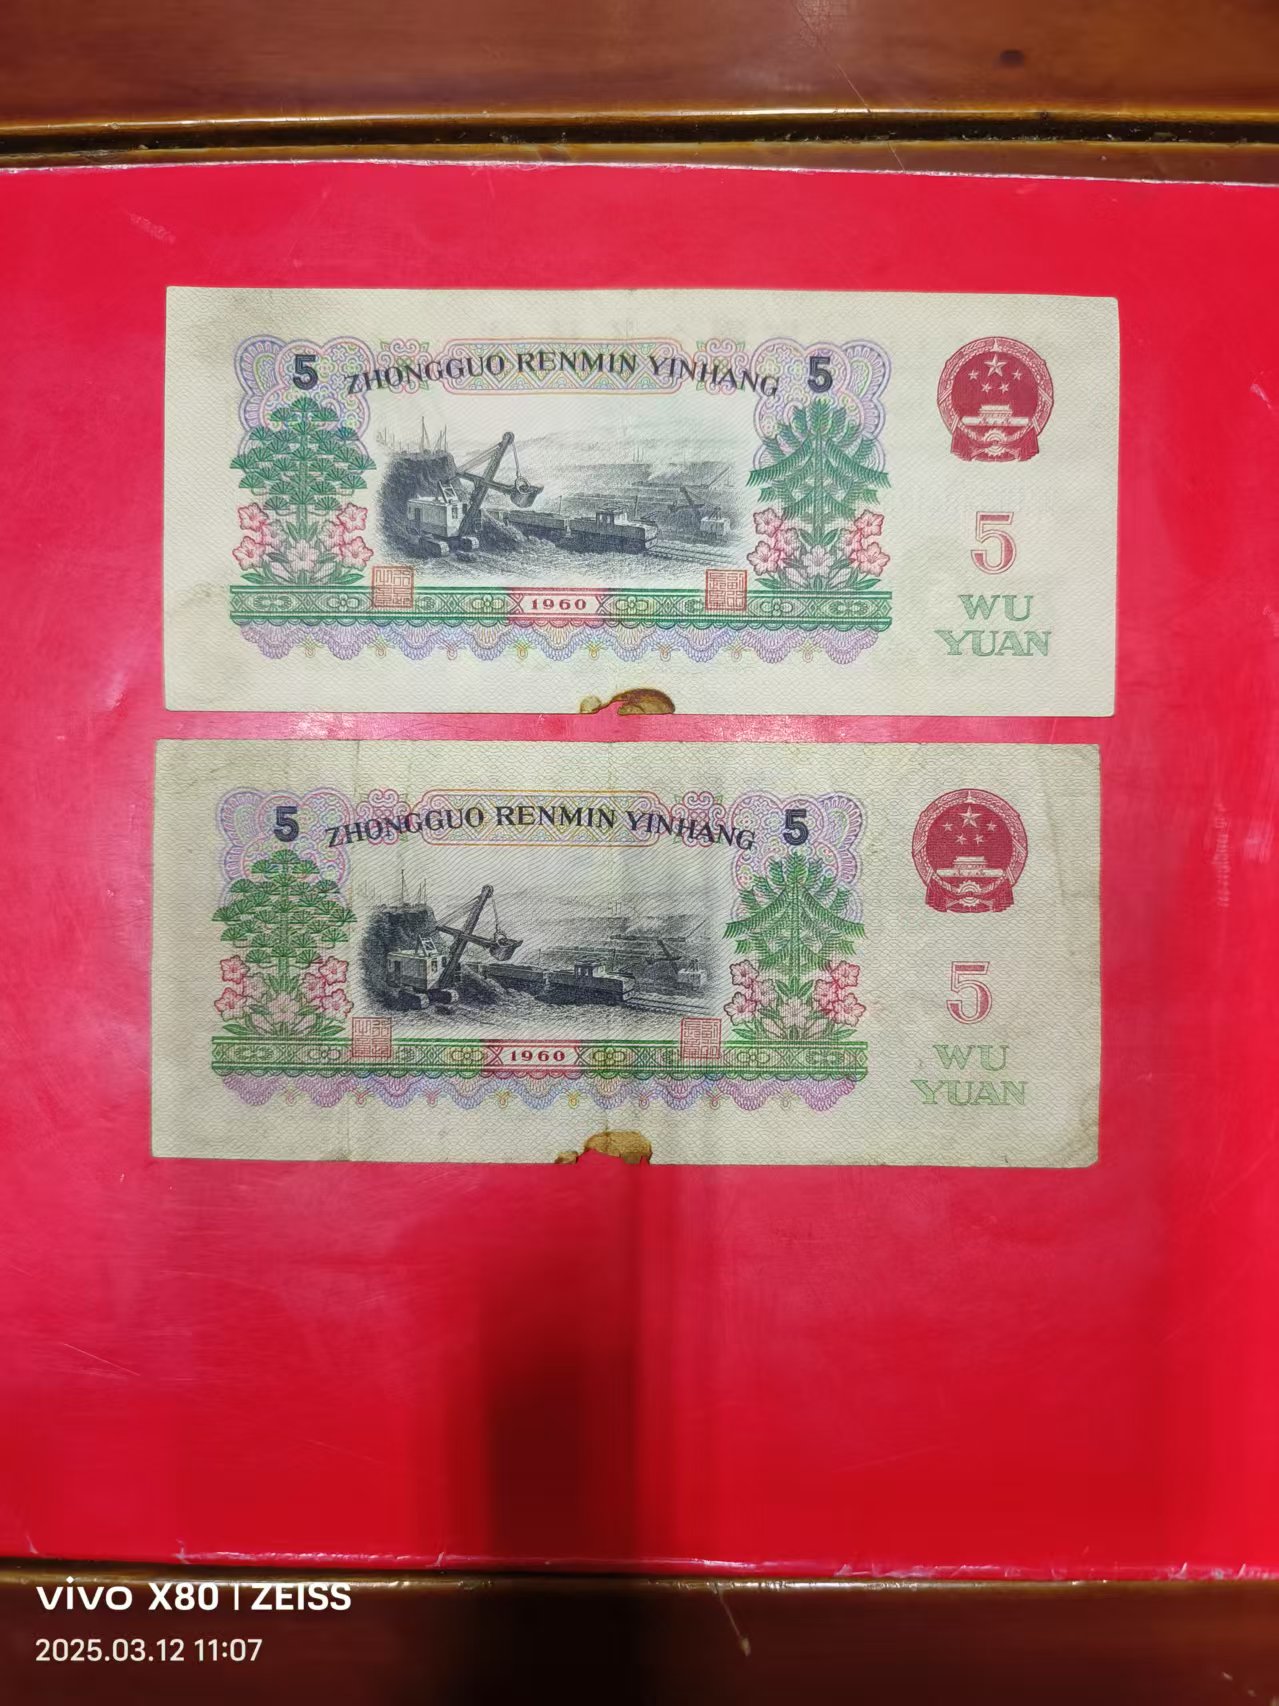 5 ZHONGGUO RENMIN YINHANG 5
5
1960
WU
YUAN
5 ZHONGGUO RENMIN YINHANG 5
5
1960
WU
YUAN
vivo X80 | ZEISS
2025.03.12 11:07